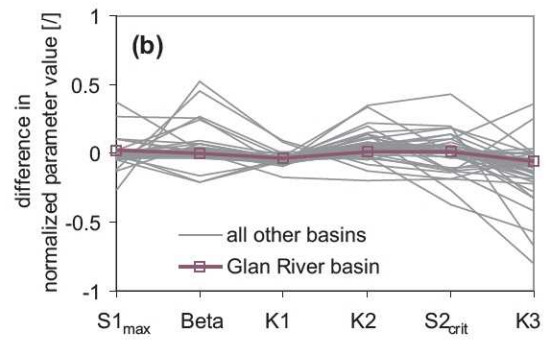 (b)
difference in
normalized parameter value [/]
1
0.5
0
-0.5
-1
all other basins
Glan River basin
S1max Beta K1 K2 S2crit K3